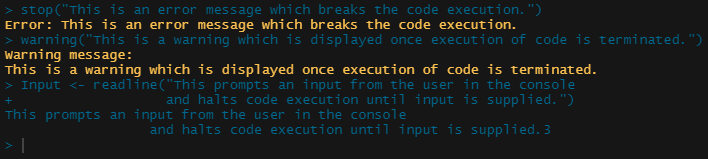 > stop("This is an error message which breaks the code execution.")
Error: This is an error message which breaks the code execution.
> warning("This is a warning which is displayed once execution of code is terminated.")
Warning message:
This is a warning which is displayed once execution of code is terminated.
> Input <- readline("This prompts an input from the user in the console
+                   and halts code execution until input is supplied.")
This prompts an input from the user in the console
                  and halts code execution until input is supplied.3
>